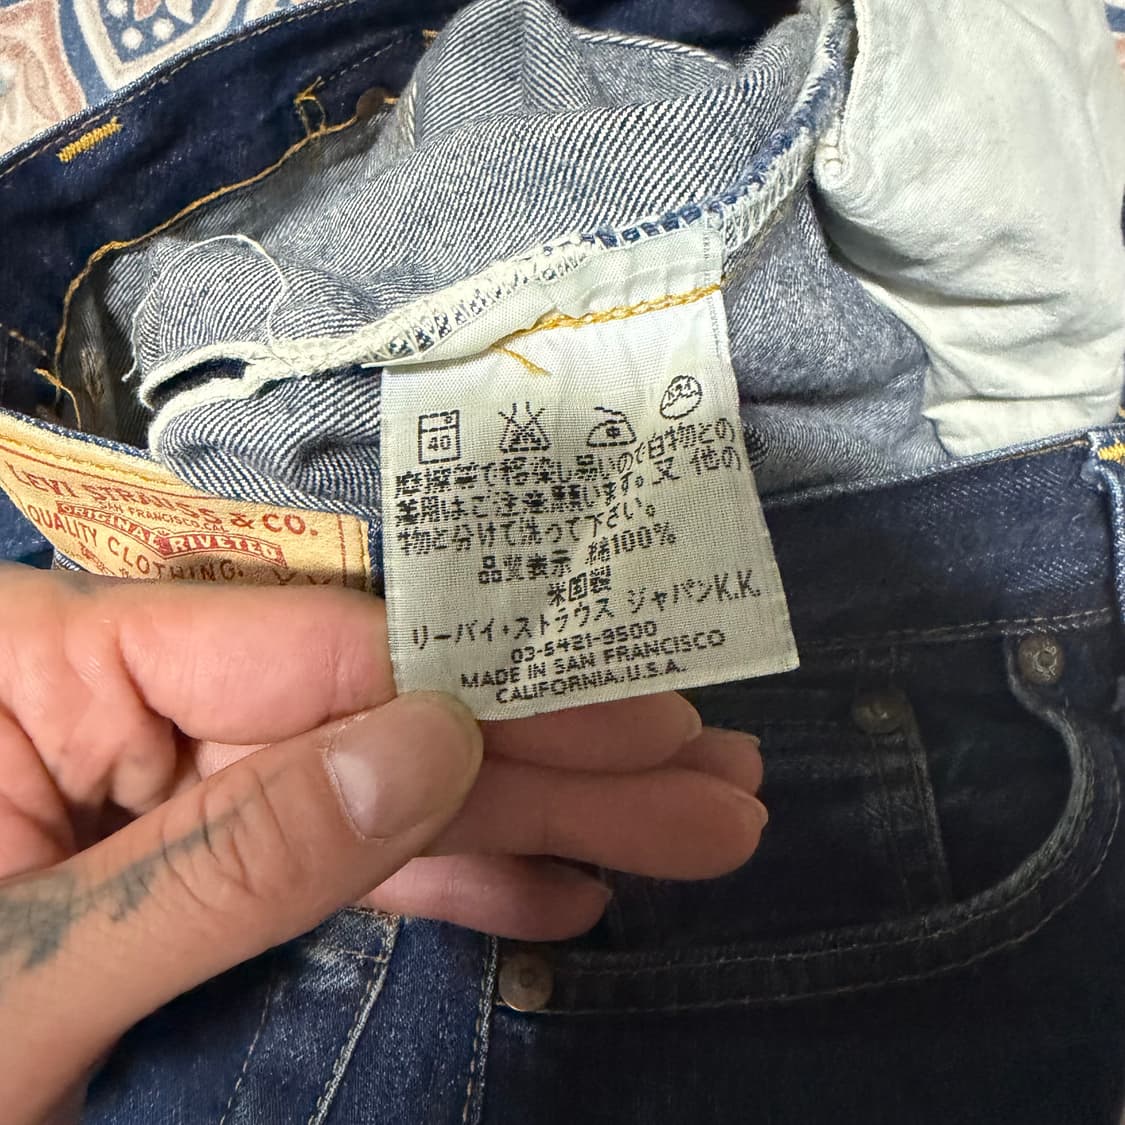 LEVI STRAUSS & CO.
SAN FRANCISCO, CAL.
ORIGINAL RIVETED
QUALITY CLOTHING.
40
摩擦等で移染し易いので白物との
着用はご注意願います。又 他の
物と分けて洗って下さい。
品質表示 綿100%
米国製
リーバイ・ストラウス ジャパンK.K.
03-5421-9500
MADE IN SAN FRANCISCO
CALIFORNIA. U.S.A.